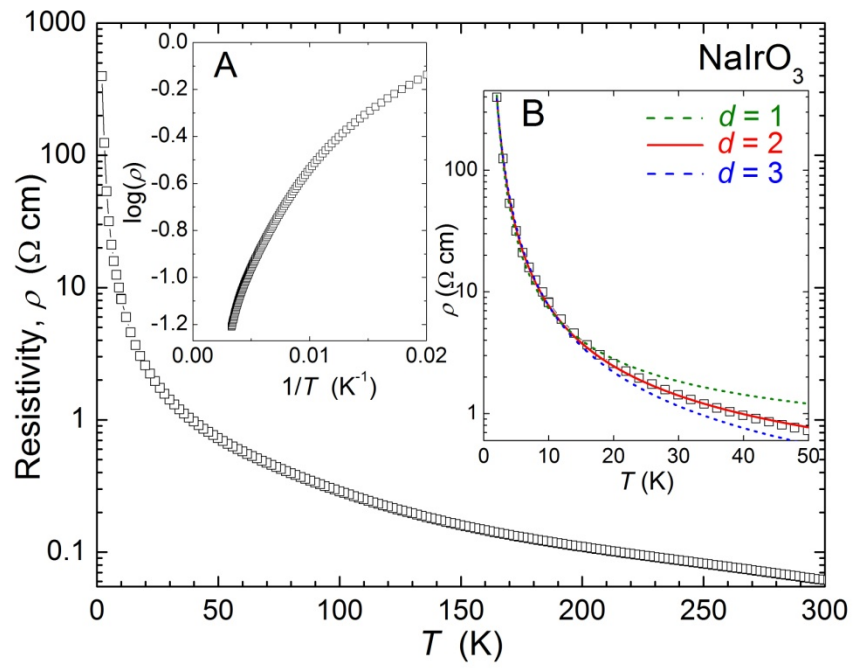 1000
100
10
1
0.1
Resistivity, ρ (Ω cm)
0 50 100 150 200 250 300
T (K)
NaIrO₃
A
0.0
-0.2
-0.4
-0.6
-0.8
-1.0
-1.2
log(ρ)
0.00 0.01 0.02
1/T (K⁻¹)
B
d = 1
d = 2
d = 3
100
10
1
ρ (Ω cm)
0 10 20 30 40 50
T (K)